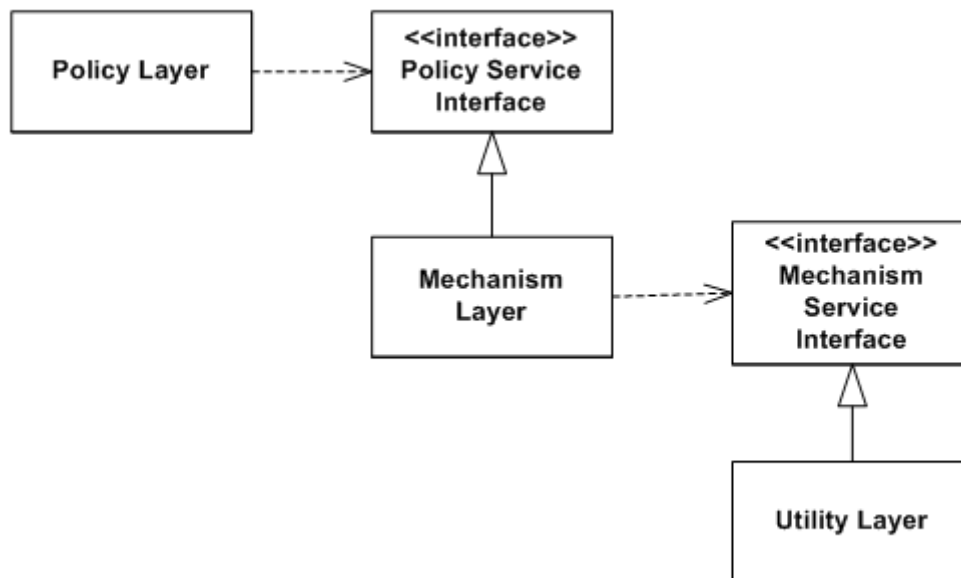 Policy Layer
<<interface>>
Policy Service
Interface
Mechanism
Layer
<<interface>>
Mechanism
Service
Interface
Utility Layer